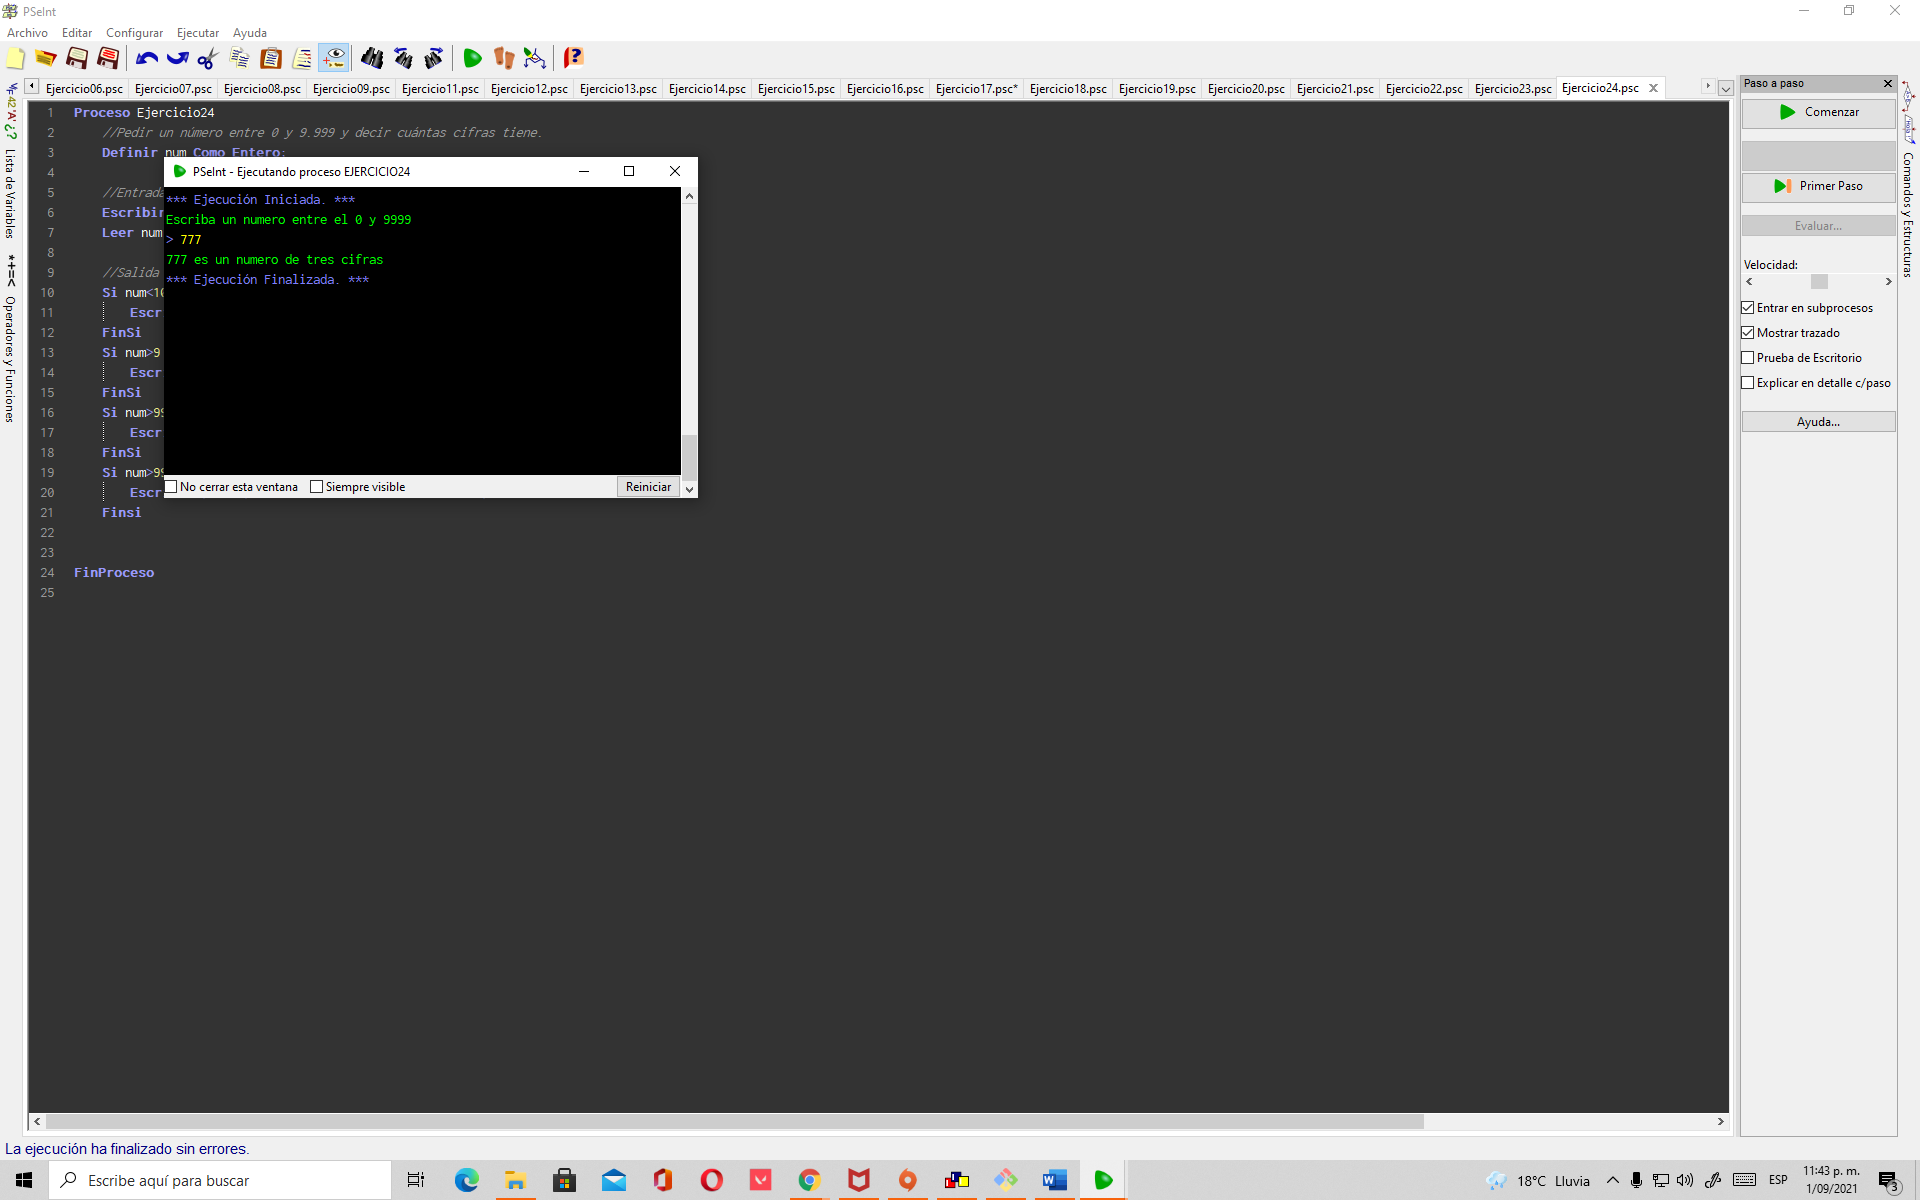 PSeInt
Archivo Editar Configurar Ejecutar Ayuda
Ejercicio06.psc Ejercicio07.psc Ejercicio08.psc Ejercicio09.psc Ejercicio11.psc Ejercicio12.psc Ejercicio13.psc Ejercicio14.psc Ejercicio15.psc Ejercicio16.psc Ejercicio17.psc* Ejercicio18.psc Ejercicio19.psc Ejercicio20.psc Ejercicio21.psc Ejercicio22.psc Ejercicio23.psc Ejercicio24.psc
Lista de Variables
Operadores y Funciones
1 Proceso Ejercicio24
2 //Pedir un número entre 0 y 9.999 y decir cuántas cifras tiene.
3 Definir num Como Entero;
4
5 //Entrada
6 Escribir
7 Leer num
8
9 //Salida
10 Si num<10
11 Escr
12 FinSi
13 Si num>9
14 Escr
15 FinSi
16 Si num>99
17 Escr
18 FinSi
19 Si num>99
20 Escr
21 Finsi
22
23
24 FinProceso
25
PSeInt - Ejecutando proceso EJERCICIO24
*** Ejecución Iniciada. ***
Escriba un numero entre el 0 y 9999
> 777
777 es un numero de tres cifras
*** Ejecución Finalizada. ***
No cerrar esta ventana Siempre visible Reiniciar
Paso a paso
Comenzar
Primer Paso
Evaluar...
Velocidad:
Entrar en subprocesos
Mostrar trazado
Prueba de Escritorio
Explicar en detalle c/paso
Ayuda...
Comandos y Estructuras
La ejecución ha finalizado sin errores.
Escribe aquí para buscar
18°C Lluvia
ESP
11:43 p. m.
1/09/2021
3